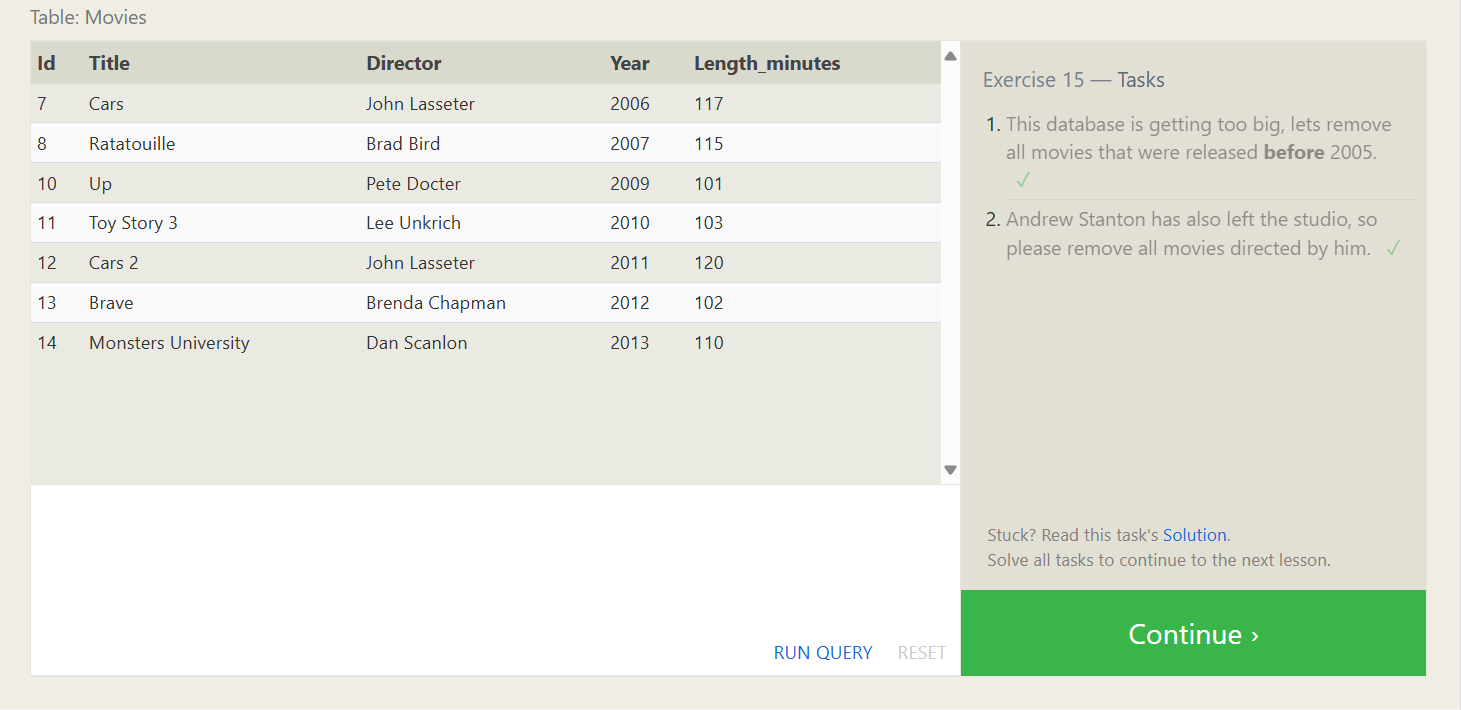 Table: Movies
Id Title Director Year Length_minutes
7 Cars John Lasseter 2006 117
8 Ratatouille Brad Bird 2007 115
10 Up Pete Docter 2009 101
11 Toy Story 3 Lee Unkrich 2010 103
12 Cars 2 John Lasseter 2011 120
13 Brave Brenda Chapman 2012 102
14 Monsters University Dan Scanlon 2013 110
RUN QUERY RESET
Exercise 15 — Tasks
1. This database is getting too big, lets remove
all movies that were released before 2005.
✓
2. Andrew Stanton has also left the studio, so
please remove all movies directed by him. ✓
Stuck? Read this task's Solution.
Solve all tasks to continue to the next lesson.
Continue ›